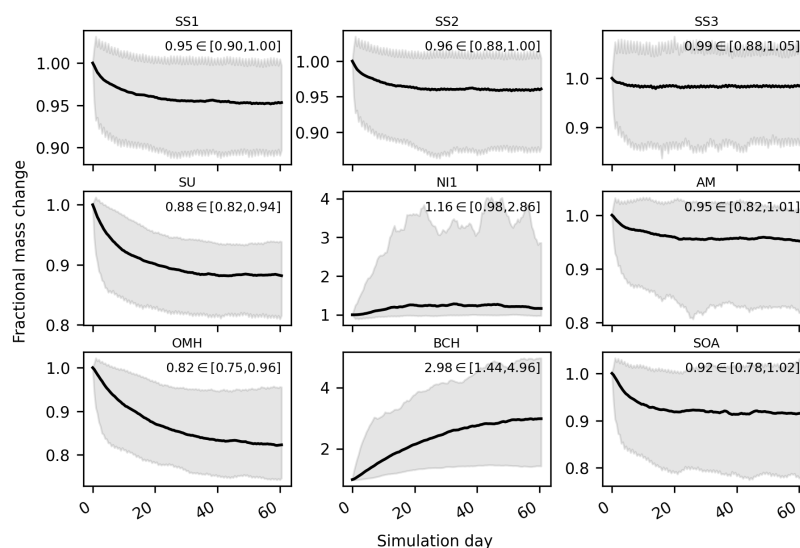 SS1
SS2
SS3
0.95∈[0.90,1.00]
0.96∈[0.88,1.00]
0.99∈[0.88,1.05]
1.00
0.95
0.90
1.00
0.95
0.90
1.0
0.9
SU
NI1
AM
0.88∈[0.82,0.94]
1.16∈[0.98,2.86]
0.95∈[0.82,1.01]
1.0
0.9
0.8
4
3
2
1
1.0
0.9
0.8
Fractional mass change
OMH
BCH
SOA
0.82∈[0.75,0.96]
2.98∈[1.44,4.96]
0.92∈[0.78,1.02]
1.0
0.9
0.8
4
2
1.0
0.9
0.8
0 20 40 60
0 20 40 60
0 20 40 60
Simulation day